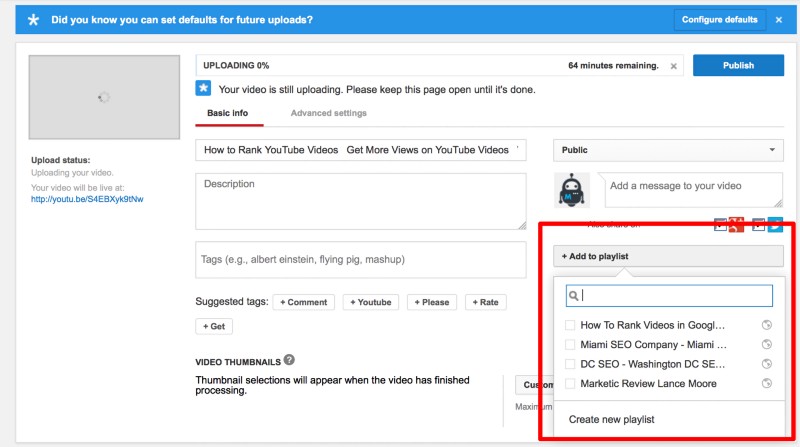 Did you know you can set defaults for future uploads?
Configure defaults
UPLOADING 0%
64 minutes remaining.
Publish
Your video is still uploading. Please keep this page open until it's done.
Basic info
Advanced settings
Upload status:
Uploading your video.
Your video will be live at:
http://youtu.be/S4EBXyk9tNw
How to Rank YouTube Videos Get More Views on YouTube Videos
Public
Description
Add a message to your video
Also share on
Tags (e.g., albert einstein, flying pig, mashup)
+ Add to playlist
Suggested tags:
+ Comment
+ Youtube
+ Please
+ Rate
+ Get
How To Rank Videos in Googl...
Miami SEO Company - Miami ...
DC SEO - Washington DC SE...
Marketic Review Lance Moore
Create new playlist
VIDEO THUMBNAILS ?
Thumbnail selections will appear when the video has finished
processing.
Custom
Maximum